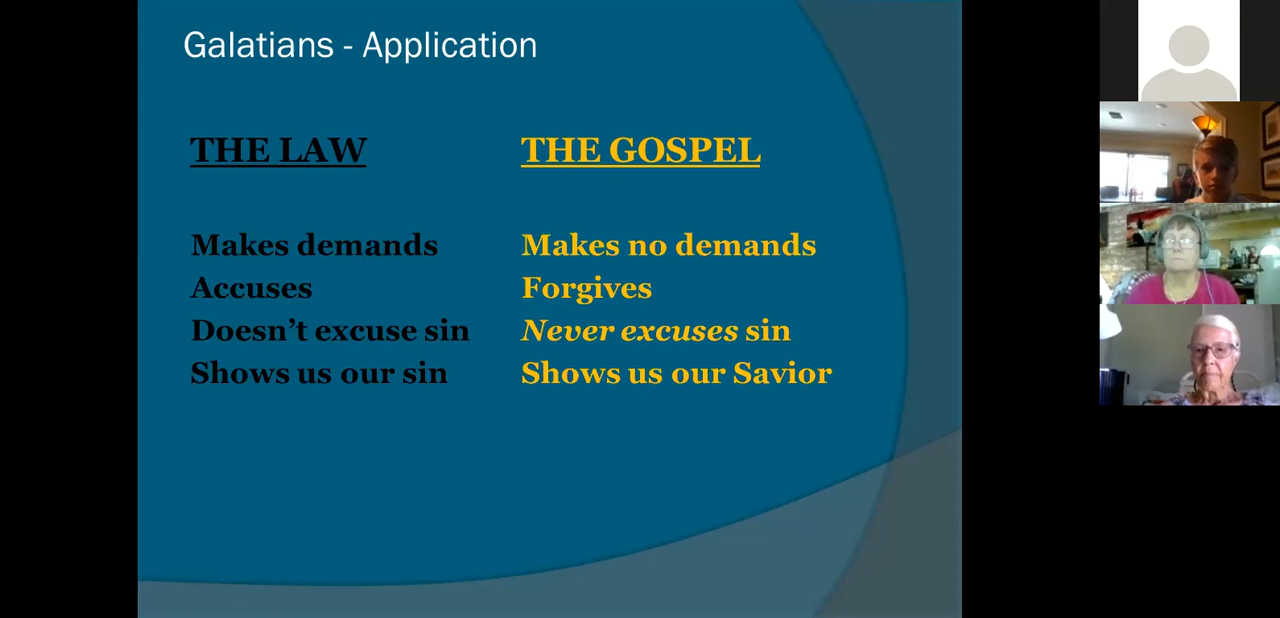 Galatians - Application
THE LAW
THE GOSPEL
Makes demands
Makes no demands
Accuses
Forgives
Doesn’t excuse sin
Never excuses sin
Shows us our sin
Shows us our Savior